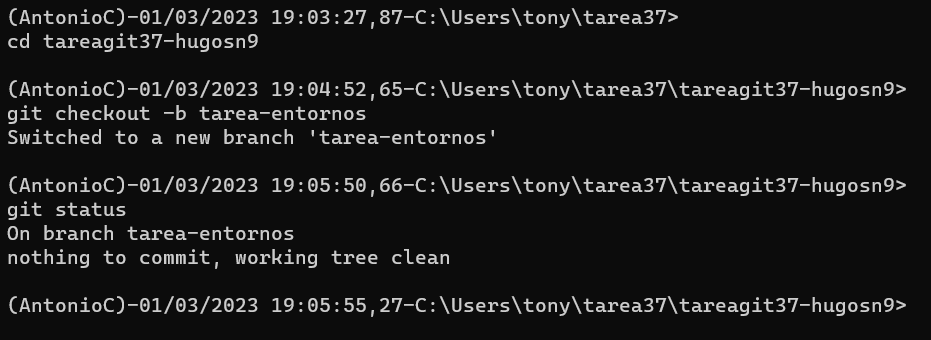 (AntonioC)-01/03/2023 19:03:27,87-C:\Users\tony\tarea37>
cd tareagit37-hugosn9
(AntonioC)-01/03/2023 19:04:52,65-C:\Users\tony\tarea37\tareagit37-hugosn9>
git checkout -b tarea-entornos
Switched to a new branch 'tarea-entornos'
(AntonioC)-01/03/2023 19:05:50,66-C:\Users\tony\tarea37\tareagit37-hugosn9>
git status
On branch tarea-entornos
nothing to commit, working tree clean
(AntonioC)-01/03/2023 19:05:55,27-C:\Users\tony\tarea37\tareagit37-hugosn9>